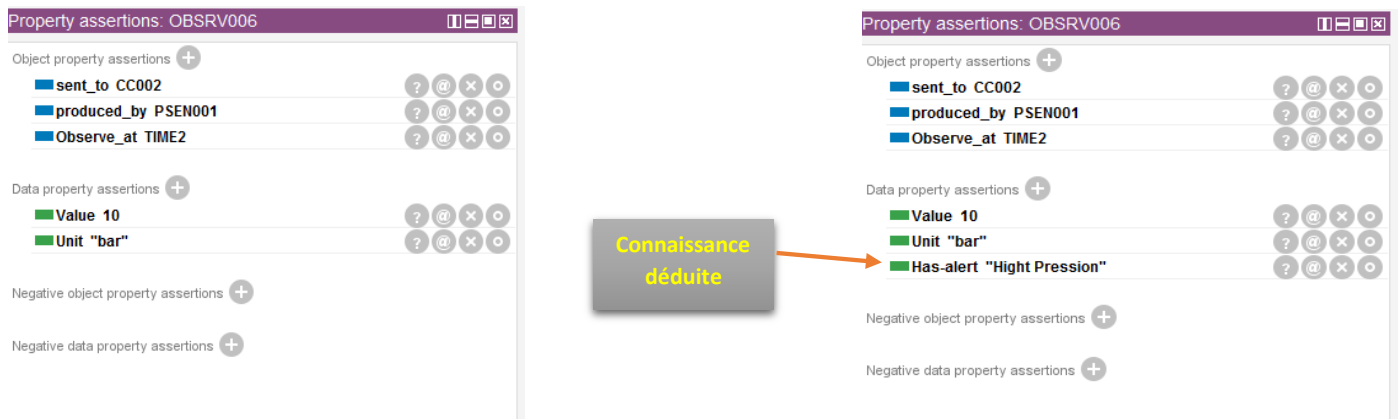 Property assertions: OBSRV006
Object property assertions
sent_to CC002
produced_by PSEN001
Observe_at TIME2
Data property assertions
Value 10
Unit "bar"
Negative object property assertions
Negative data property assertions
Connaissance
déduite
Property assertions: OBSRV006
Object property assertions
sent_to CC002
produced_by PSEN001
Observe_at TIME2
Data property assertions
Value 10
Unit "bar"
Has-alert "Hight Pression"
Negative object property assertions
Negative data property assertions